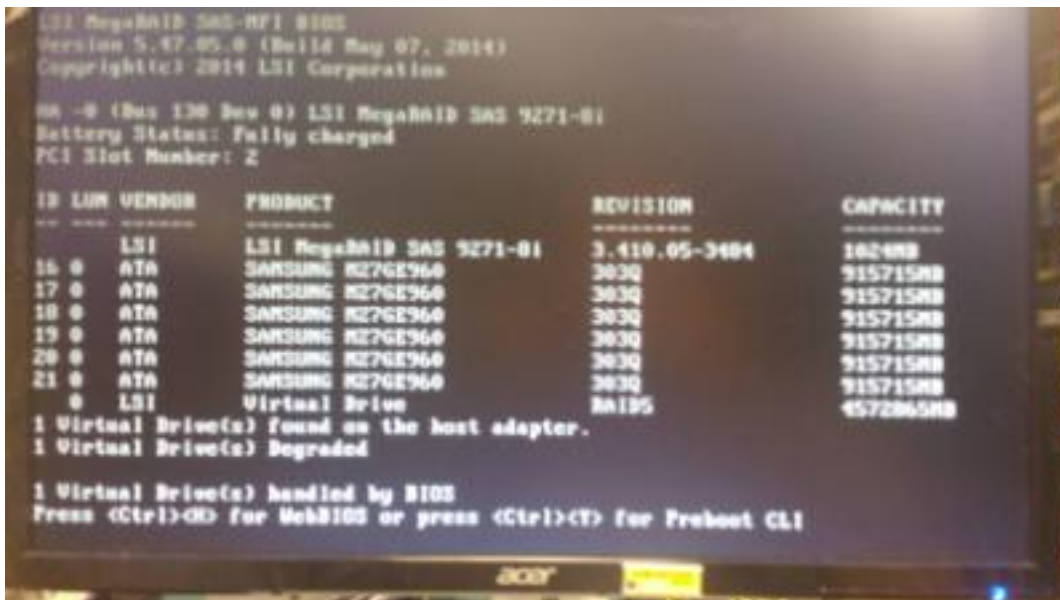 LSI MegaRAID SAS-MFI BIOS
Version 5.47.05.0 (Build May 07, 2014)
Copyright(c) 2014 LSI Corporation
HA -0 (Bus 130 Dev 0) LSI MegaRAID SAS 9271-8i
Battery Status: Fully charged
PCI Slot Number: 2
ID LUN VENDOR PRODUCT REVISION CAPACITY
-- --- ------ ------- -------- --------
LSI LSI MegaRAID SAS 9271-8i 3.410.05-3484 1024MB
16 0 ATA SAMSUNG MZ7GE960 303Q 915715MB
17 0 ATA SAMSUNG MZ7GE960 303Q 915715MB
18 0 ATA SAMSUNG MZ7GE960 303Q 915715MB
19 0 ATA SAMSUNG MZ7GE960 303Q 915715MB
20 0 ATA SAMSUNG MZ7GE960 303Q 915715MB
21 0 ATA SAMSUNG MZ7GE960 303Q 915715MB
0 LSI Virtual Drive RAID5 4572865MB
1 Virtual Drive(s) found on the host adapter.
1 Virtual Drive(s) Degraded
1 Virtual Drive(s) handled by BIOS
Press <Ctrl><H> for WebBIOS or press <Ctrl><Y> for Preboot CLI
acer